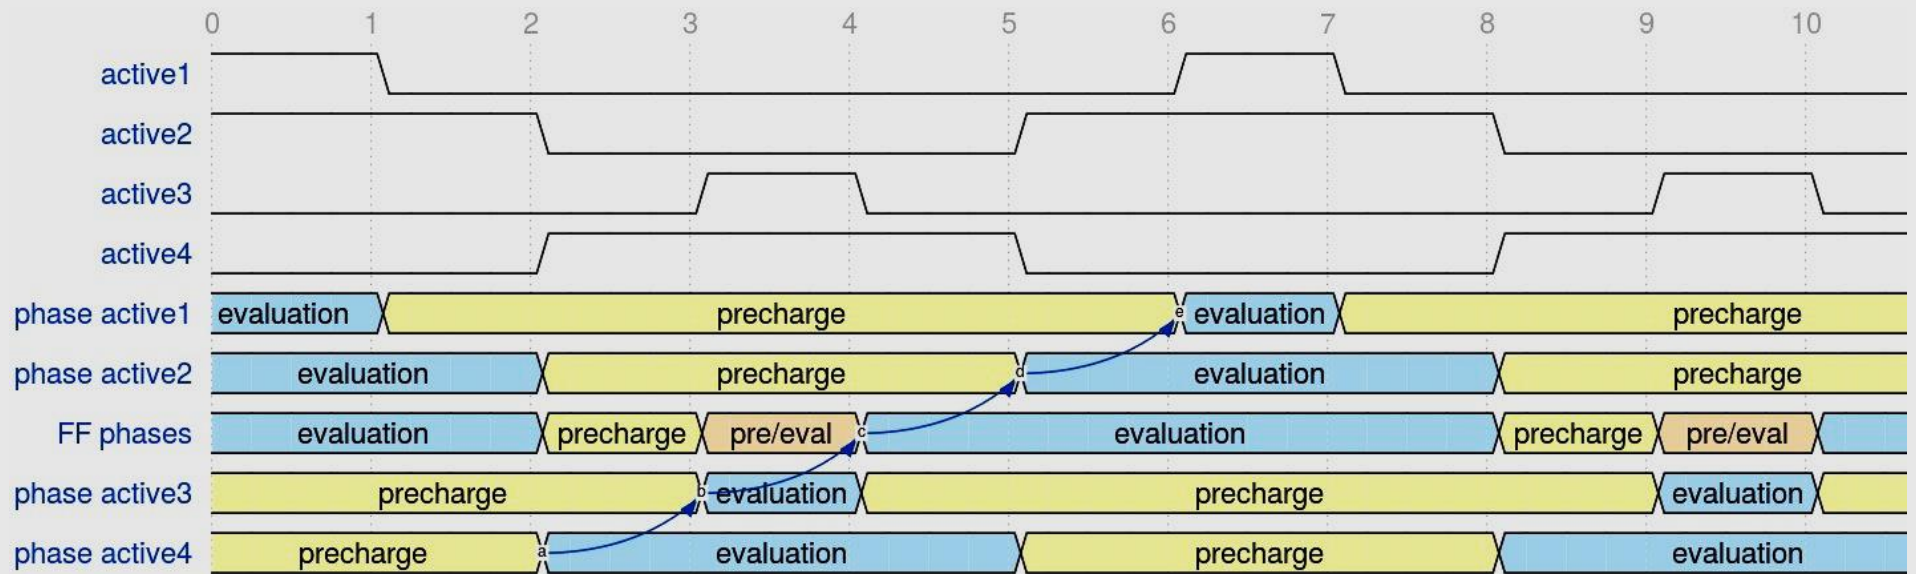 0 1 2 3 4 5 6 7 8 9 10
active1
active2
active3
active4
phase active1 evaluation precharge e evaluation precharge
phase active2 evaluation precharge d evaluation precharge
FF phases evaluation precharge pre/eval c evaluation precharge pre/eval
phase active3 precharge b evaluation precharge evaluation
phase active4 precharge a evaluation precharge evaluation